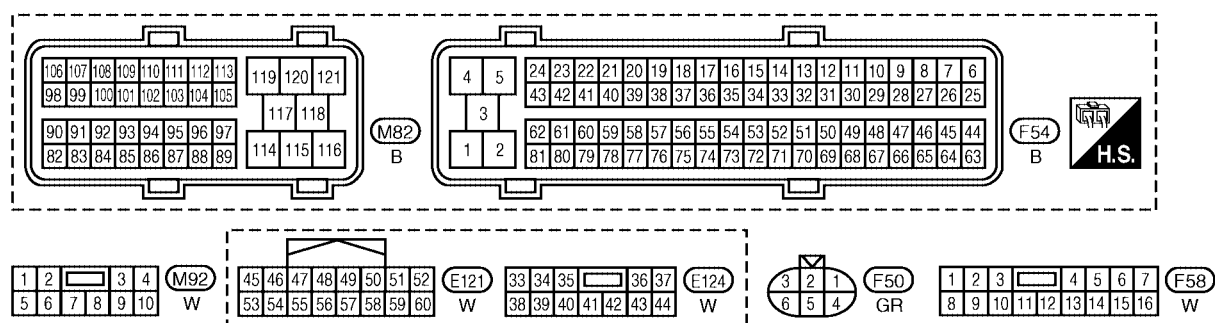 106 107 108 109 110 111 112 113 119 120 121 4 5 24 23 22 21 20 19 18 17 16 15 14 13 12 11 10 9 8 7 6
98 99 100 101 102 103 104 105 43 42 41 40 39 38 37 36 35 34 33 32 31 30 29 28 27 26 25
117 118 3
90 91 92 93 94 95 96 97 M82 62 61 60 59 58 57 56 55 54 53 52 51 50 49 48 47 46 45 44 F54
82 83 84 85 86 87 88 89 114 115 116 B 1 2 81 80 79 78 77 76 75 74 73 72 71 70 69 68 67 66 65 64 63 B H.S.
1 2 3 4 M92 45 46 47 48 49 50 51 52 E121 33 34 35 36 37 E124 3 2 1 F50 1 2 3 4 5 6 7 F58
5 6 7 8 9 10 W 53 54 55 56 57 58 59 60 W 38 39 40 41 42 43 44 W 6 5 4 GR 8 9 10 11 12 13 14 15 16 W